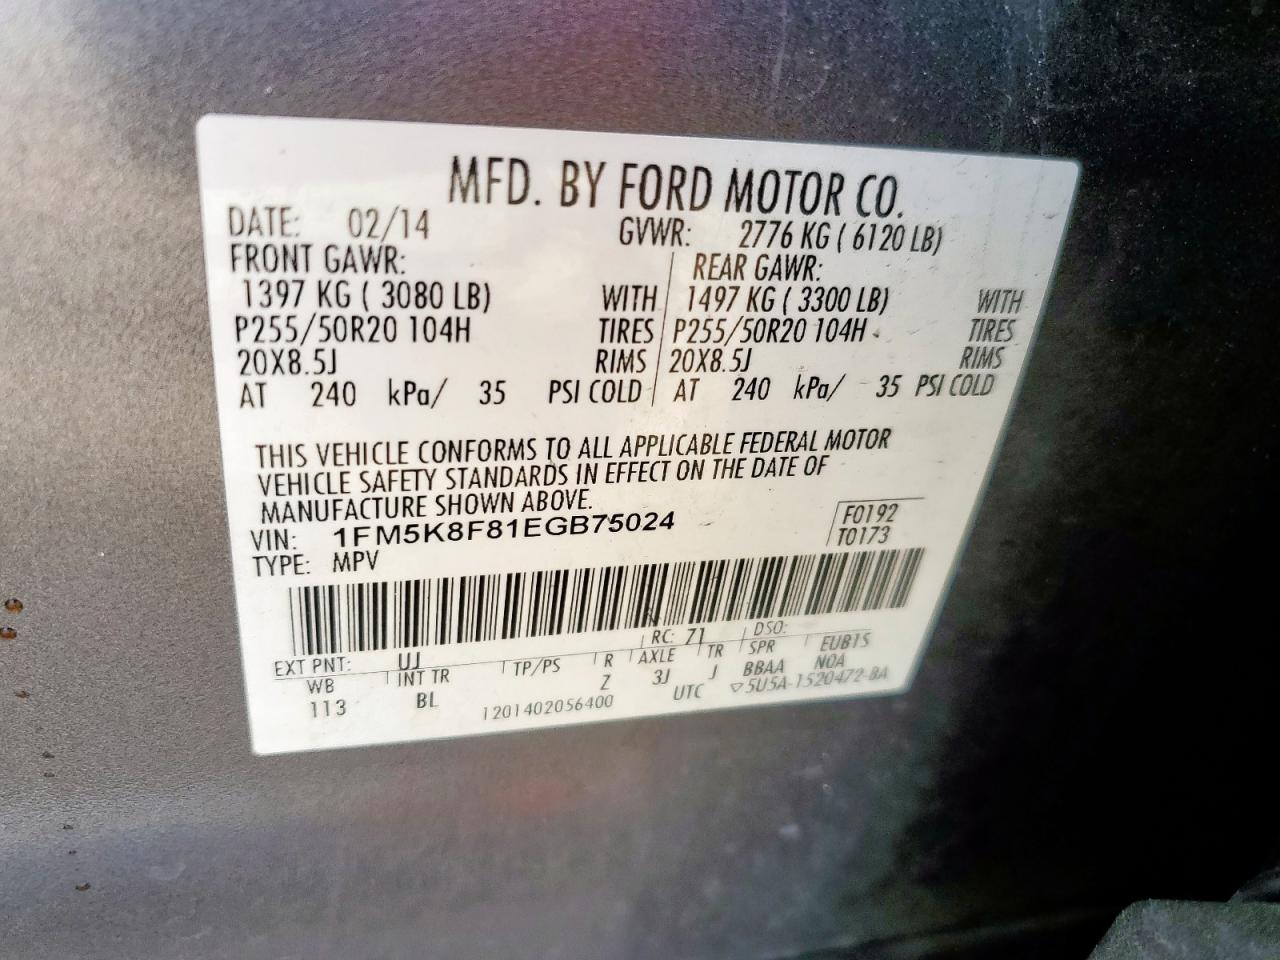 MFD. BY FORD MOTOR CO.
DATE: 02/14 GVWR: 2776 KG ( 6120 LB)
FRONT GAWR: REAR GAWR:
1397 KG ( 3080 LB) WITH 1497 KG ( 3300 LB) WITH
P255/50R20 104H TIRES P255/50R20 104H TIRES
20X8.5J RIMS 20X8.5J RIMS
AT 240 kPa/ 35 PSI COLD AT 240 kPa/ 35 PSI COLD
THIS VEHICLE CONFORMS TO ALL APPLICABLE FEDERAL MOTOR
VEHICLE SAFETY STANDARDS IN EFFECT ON THE DATE OF
MANUFACTURE SHOWN ABOVE.
VIN: 1FM5K8F81EGB75024 F0192
TYPE: MPV T0173
EXT PNT: UJ RC: 71 DSO:
WB INT TR TP/PS R AXLE TR SPR EUB1S
113 BL Z 3J J BBAA NOA
1201402056400 UTC ▽5U5A-1520472-BA